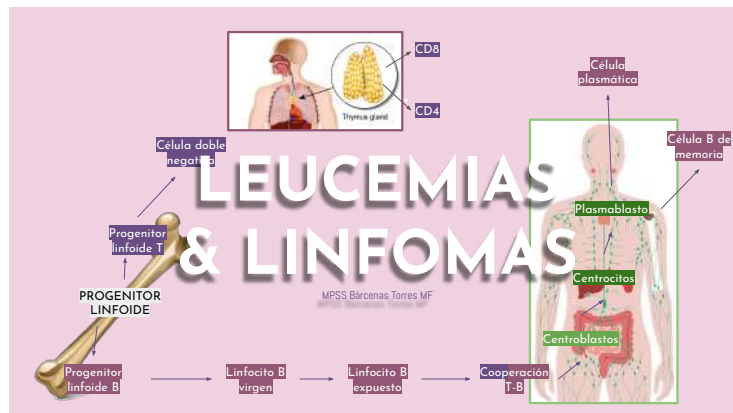 CD8
CD4
Thymus gland
Célula
plasmática
Célula B de
memoria
Célula doble
negativa
LEUCEMIAS
& LINFOMAS
MPSS Bárcenas Torres MF
Plasmablasto
Progenitor
linfoide T
Centrocitos
PROGENITOR
LINFOIDE
Centroblastos
Progenitor
linfoide B
Linfocito B
virgen
Linfocito B
expuesto
Cooperación
T-B